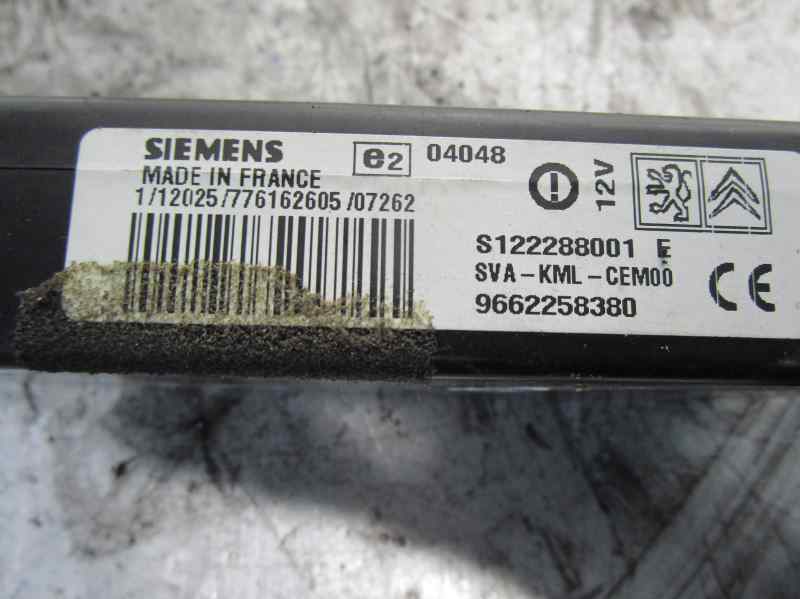 SIEMENS
MADE IN FRANCE
1/12025/776162605/07262
e2 04048
12V
S122288001 E
SVA-KML-CEM00
9662258380
CE